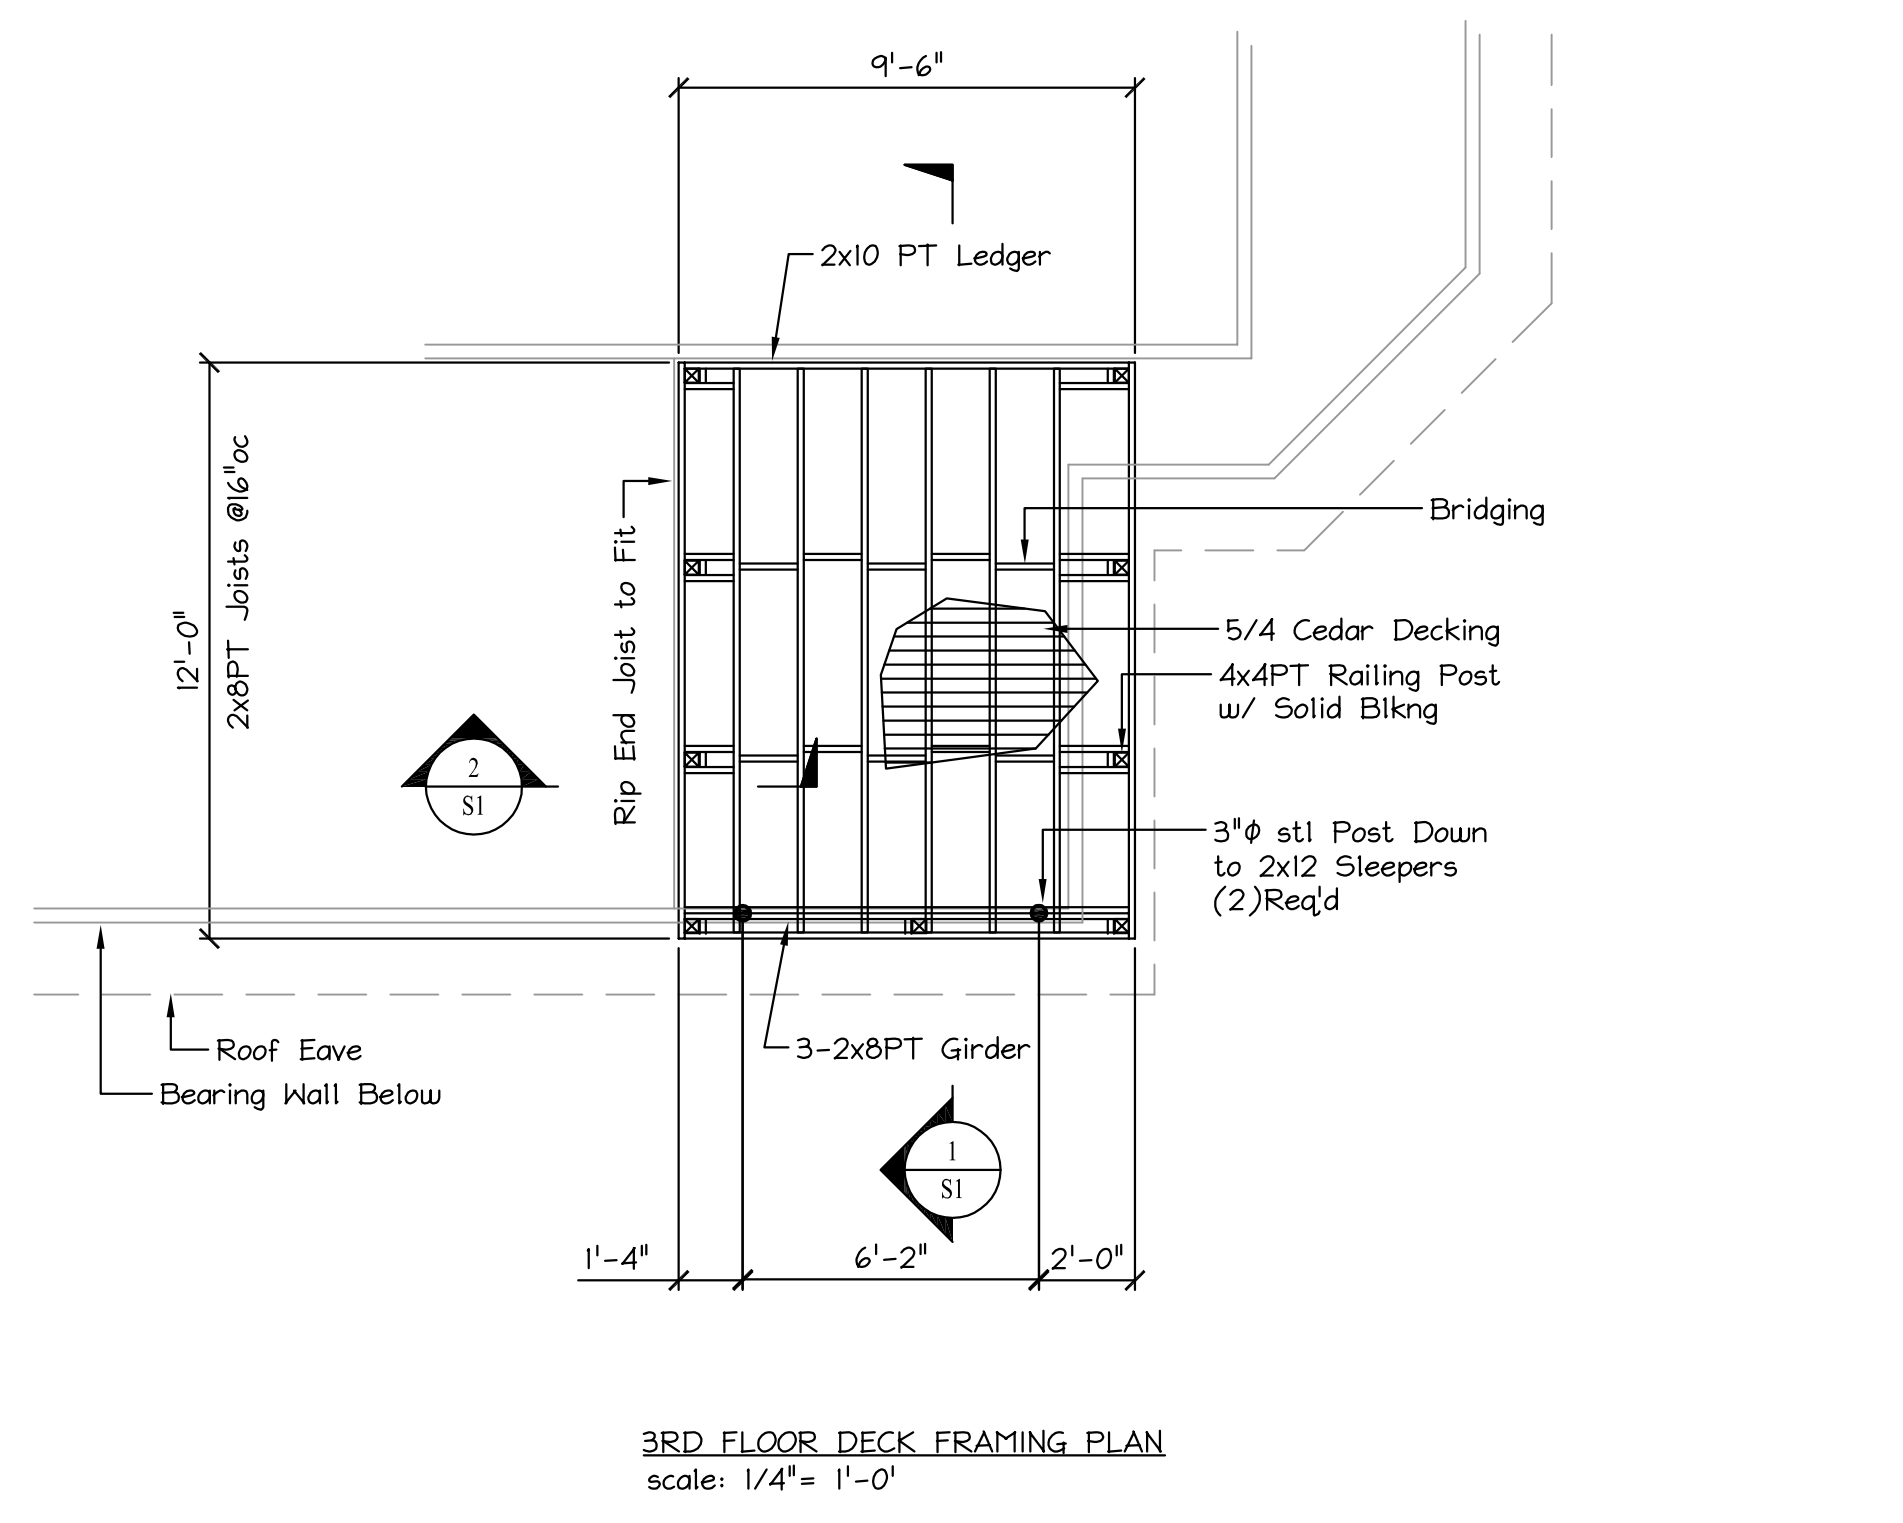 9'-6"
2x10 PT Ledger
12'-0"
2x8PT Joists @16"oc
Rip End Joist to Fit
Bridging
5/4 Cedar Decking
4x4PT Railing Post
w/ Solid Blkng
2
S1
3"Φ stl Post Down
to 2x12 Sleepers
(2)Req'd
Roof Eave
Bearing Wall Below
3-2x8PT Girder
1
S1
1'-4"
6'-2"
2'-0"
3RD FLOOR DECK FRAMING PLAN
scale: 1/4"= 1'-0'